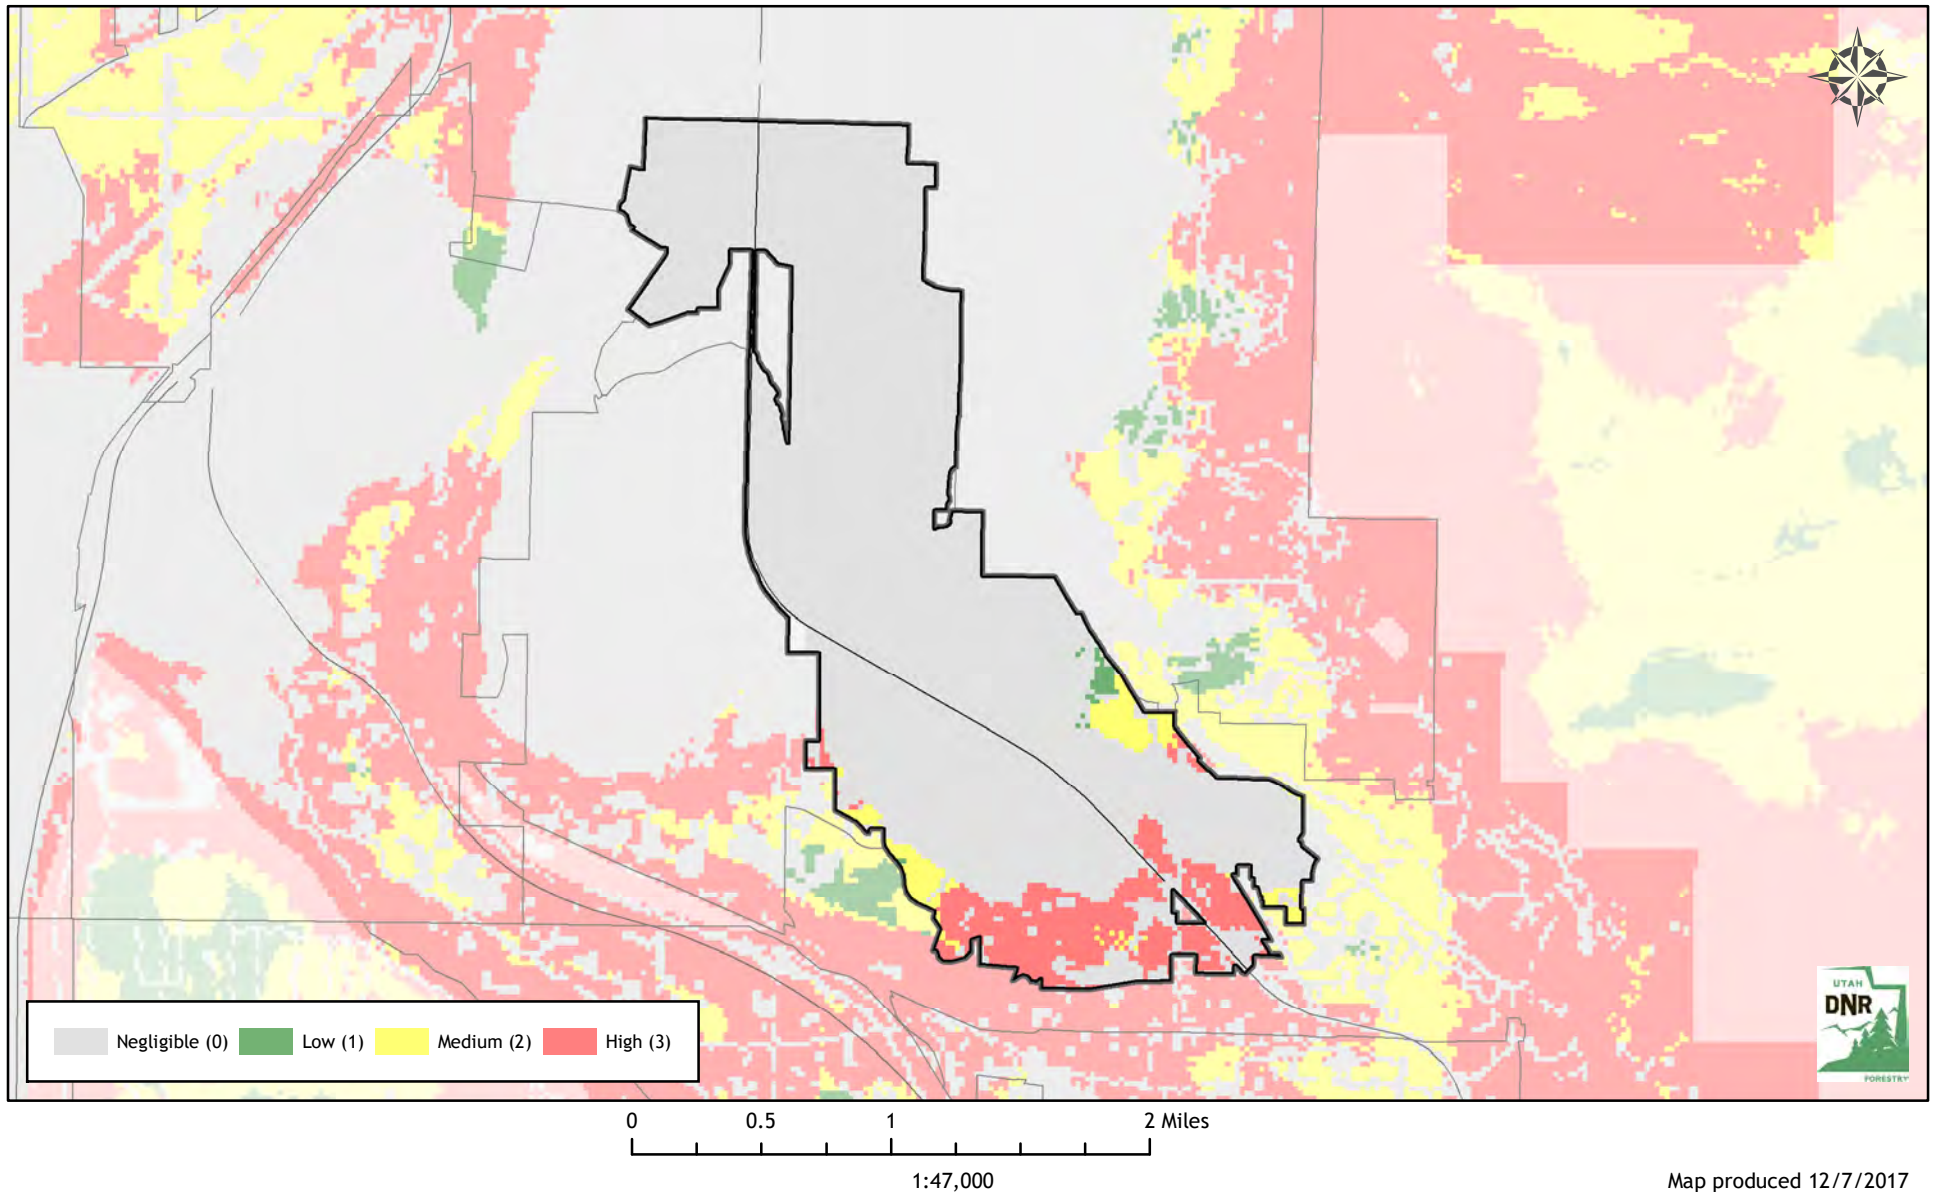 UTAH
DNR
FORESTRY
Negligible (0) Low (1) Medium (2) High (3)
0 0.5 1 2 Miles
1:47,000
Map produced 12/7/2017